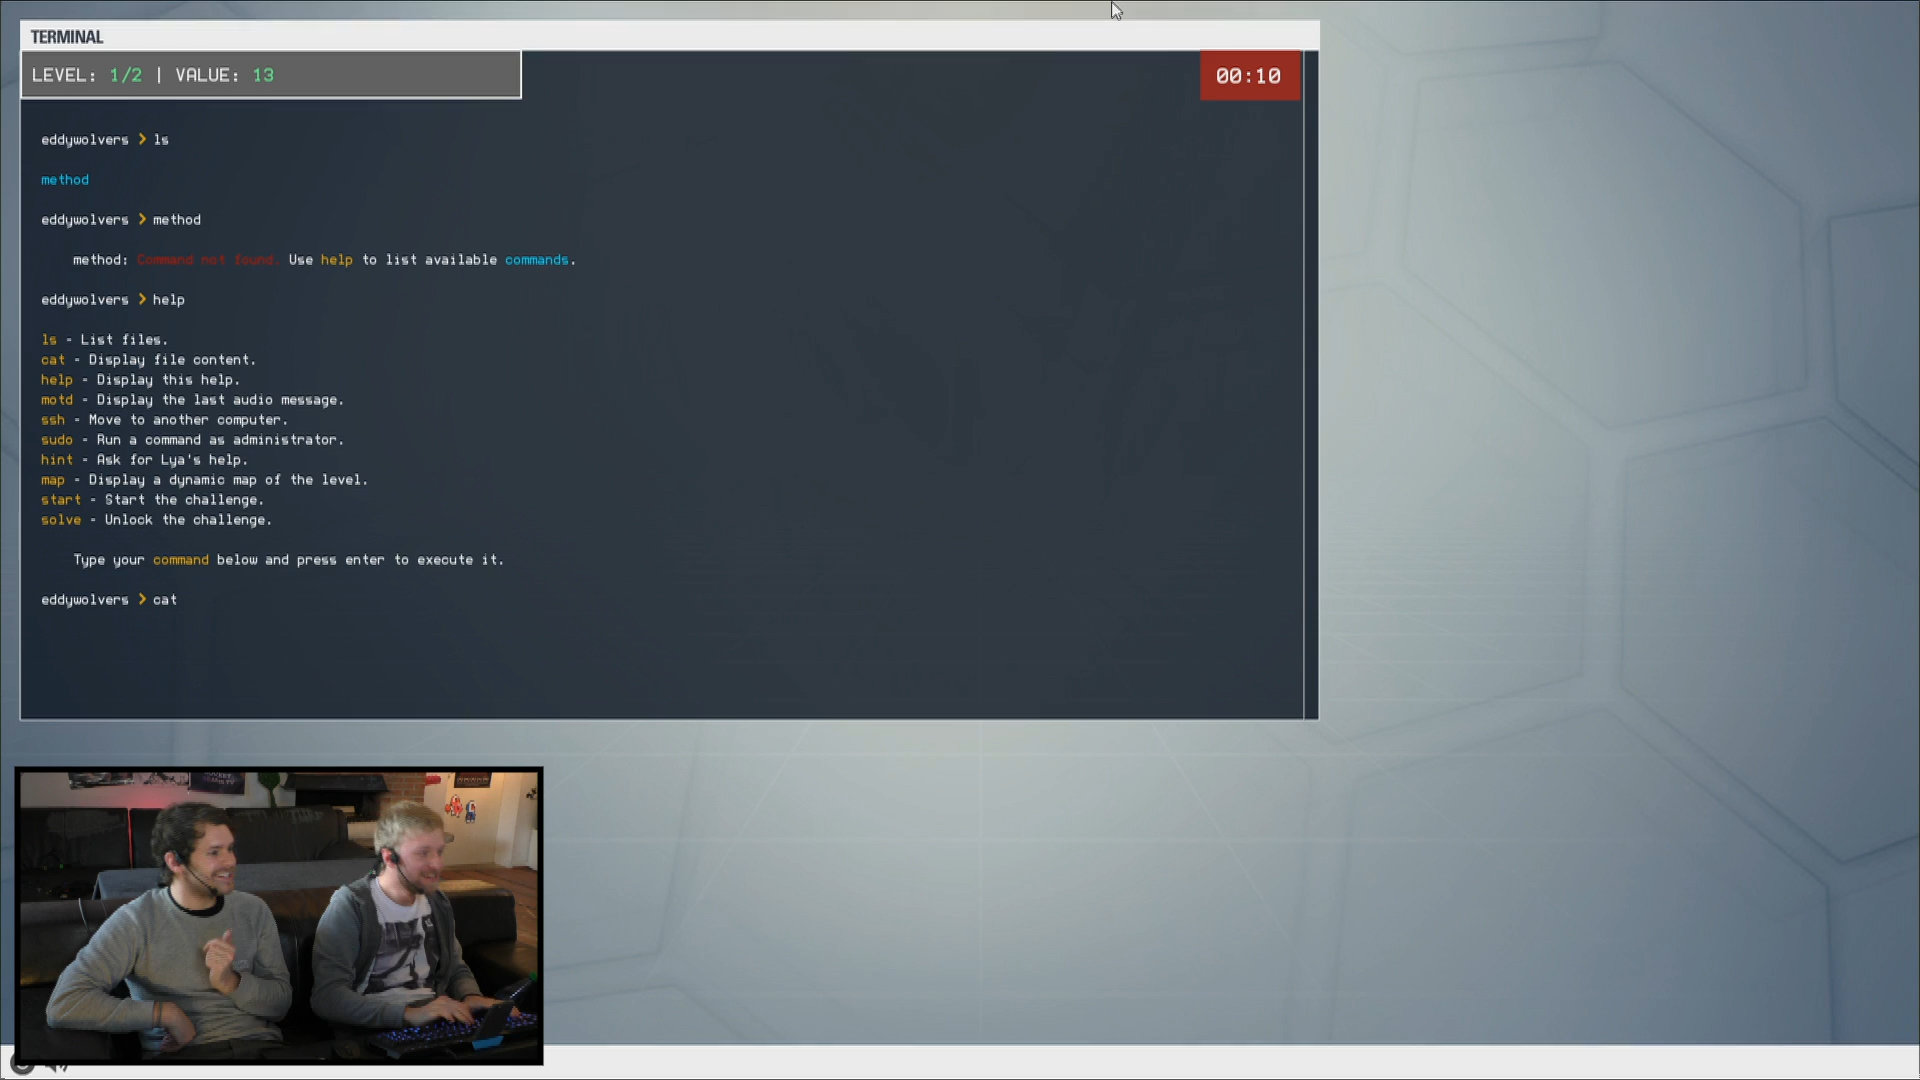 TERMINAL
LEVEL: 1/2 | VALUE: 13
00:10
eddywolvers > ls
method
eddywolvers > method
method: Command not found. Use help to list available commands.
eddywolvers > help
ls - List files.
cat - Display file content.
help - Display this help.
motd - Display the last audio message.
ssh - Move to another computer.
sudo - Run a command as administrator.
hint - Ask for Lya's help.
map - Display a dynamic map of the level.
start - Start the challenge.
solve - Unlock the challenge.
Type your command below and press enter to execute it.
eddywolvers > cat